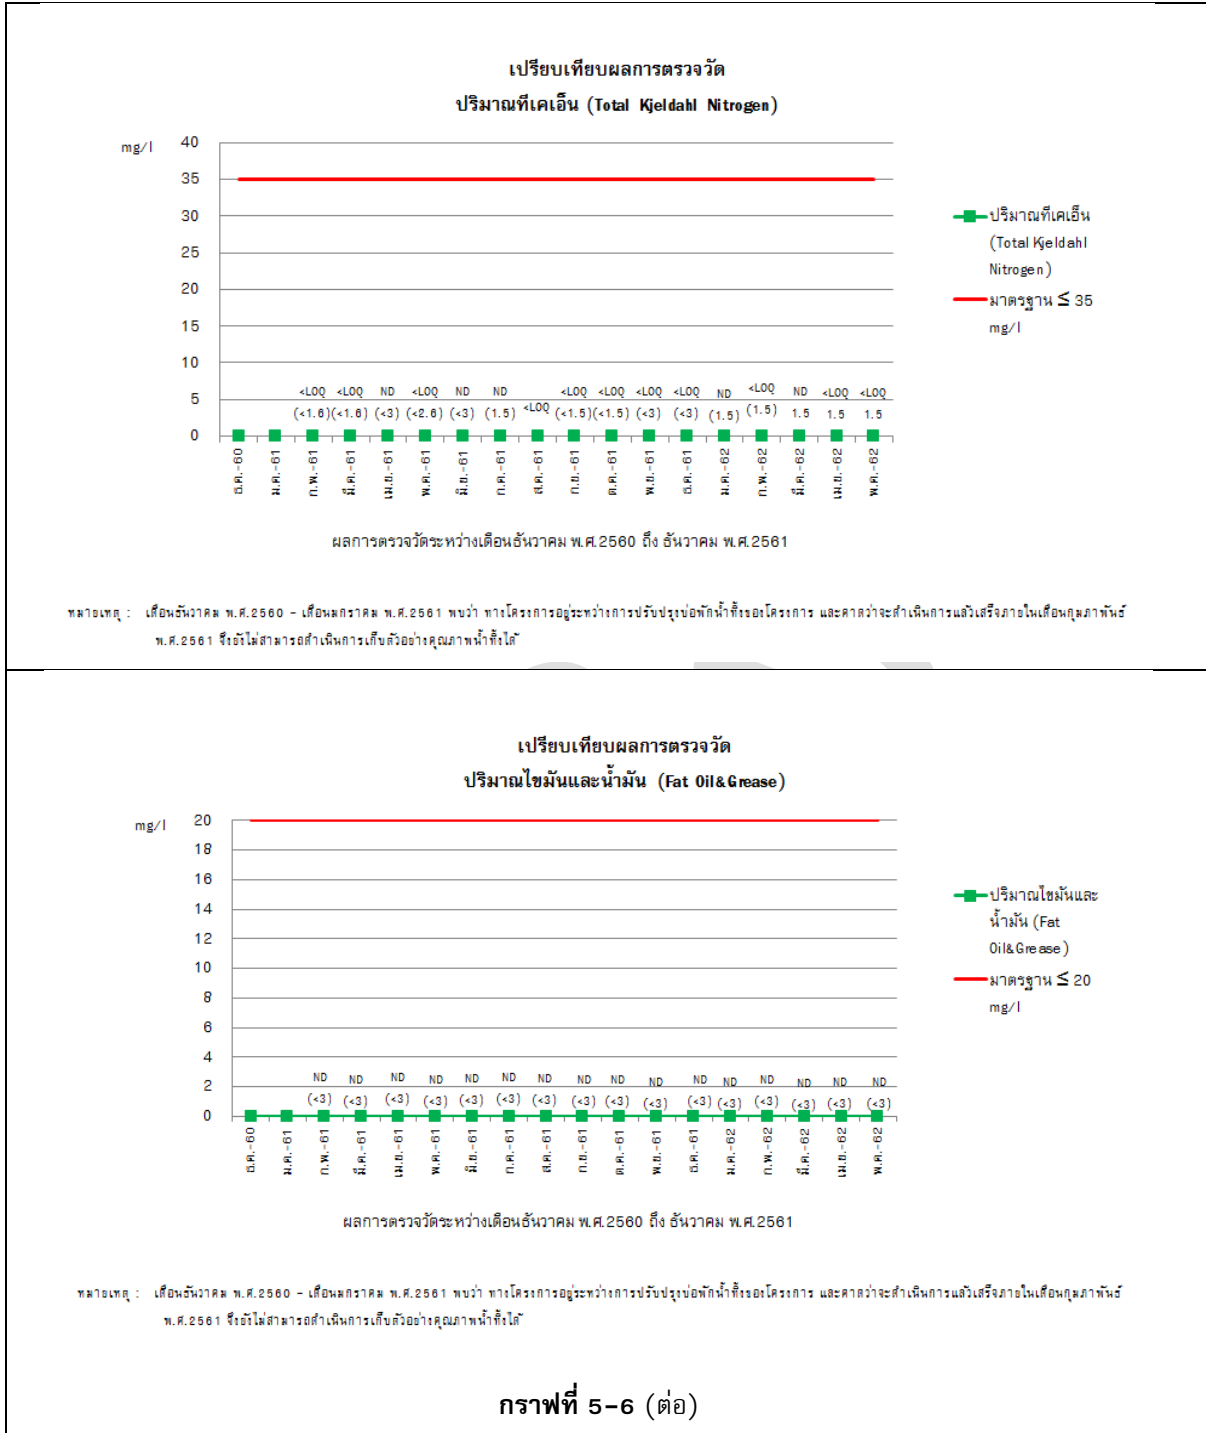 เปรียบเทียบผลการตรวจวัด
ปริมาณทีเคเอ็น (Total Kjeldahl Nitrogen)
mg/l
40
35
30
25
20
15
10
5
0
<LOQ <LOQ ND <LOQ ND ND <LOQ <LOQ <LOQ <LOQ <LOQ ND <LOQ ND <LOQ <LOQ
(<1.6) (<1.6) (<3) (<2.6) (<3) (1.5) (<1.5) (<1.5) (<3) (<3) (1.5) (1.5) 1.5 1.5 1.5
ธ.ค.-60 ม.ค.-61 ก.พ.-61 มี.ค.-61 เม.ย.-61 พ.ค.-61 มิ.ย.-61 ก.ค.-61 ส.ค.-61 ก.ย.-61 ต.ค.-61 พ.ย.-61 ธ.ค.-61 ม.ค.-62 ก.พ.-62 มี.ค.-62 เม.ย.-62 พ.ค.-62
ปริมาณทีเคเอ็น
(Total Kjeldahl
Nitrogen)
มาตรฐาน ≤ 35
mg/l
ผลการตรวจวัดระหว่างเดือนธันวาคม พ.ศ.2560 ถึง ธันวาคม พ.ศ.2561
หมายเหตุ : เดือนธันวาคม พ.ศ.2560 - เดือนมกราคม พ.ศ.2561 พบว่า ทางโครงการอยู่ระหว่างการปรับปรุงบ่อพักน้ำทิ้งของโครงการ และคาดว่าจะดำเนินการแล้วเสร็จภายในเดือนกุมภาพันธ์
พ.ศ.2561 จึงยังไม่สามารถดำเนินการเก็บตัวอย่างคุณภาพน้ำทิ้งได้
เปรียบเทียบผลการตรวจวัด
ปริมาณไขมันและน้ำมัน (Fat Oil&Grease)
mg/l
20
18
16
14
12
10
8
6
4
2
0
ND ND ND ND ND ND ND ND ND ND ND ND ND ND ND ND
(<3) (<3) (<3) (<3) (<3) (<3) (<3) (<3) (<3) (<3) (<3) (<3) (<3) (<3) (<3) (<3)
ธ.ค.-60 ม.ค.-61 ก.พ.-61 มี.ค.-61 เม.ย.-61 พ.ค.-61 มิ.ย.-61 ก.ค.-61 ส.ค.-61 ก.ย.-61 ต.ค.-61 พ.ย.-61 ธ.ค.-61 ม.ค.-62 ก.พ.-62 มี.ค.-62 เม.ย.-62 พ.ค.-62
ปริมาณไขมันและ
น้ำมัน (Fat
Oil&Grease)
มาตรฐาน ≤ 20
mg/l
ผลการตรวจวัดระหว่างเดือนธันวาคม พ.ศ.2560 ถึง ธันวาคม พ.ศ.2561
หมายเหตุ : เดือนธันวาคม พ.ศ.2560 - เดือนมกราคม พ.ศ.2561 พบว่า ทางโครงการอยู่ระหว่างการปรับปรุงบ่อพักน้ำทิ้งของโครงการ และคาดว่าจะดำเนินการแล้วเสร็จภายในเดือนกุมภาพันธ์
พ.ศ.2561 จึงยังไม่สามารถดำเนินการเก็บตัวอย่างคุณภาพน้ำทิ้งได้
กราฟที่ 5-6 (ต่อ)